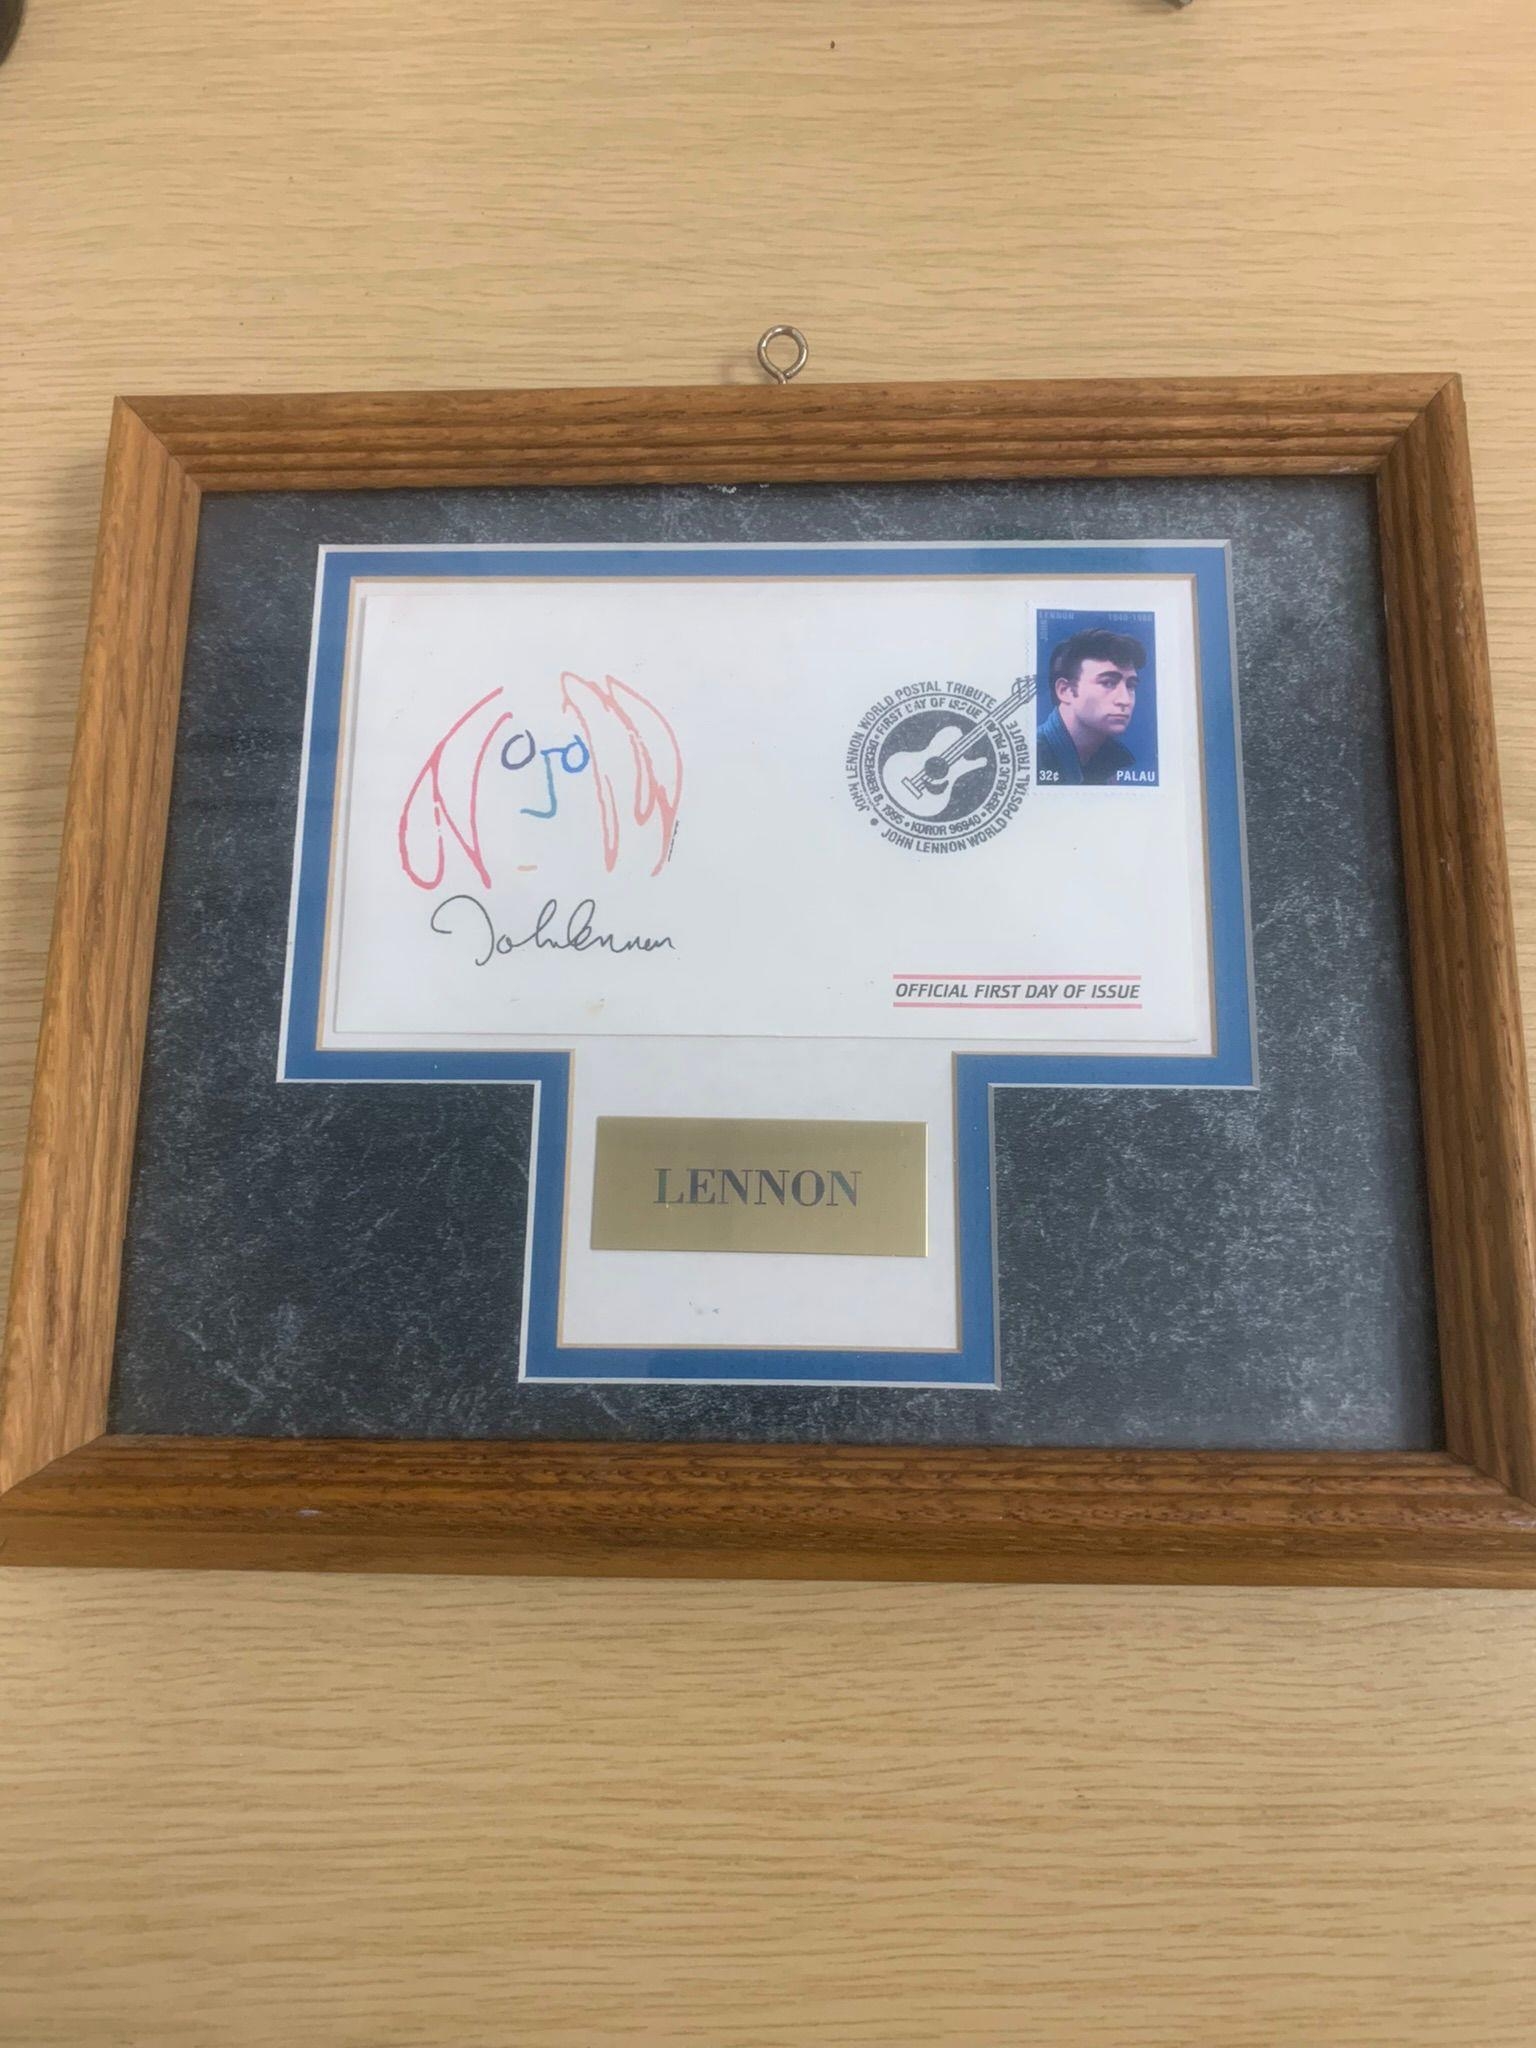 JOHN LENNON 1940-1980
JOHN LENNON WORLD POSTAL TRIBUTE
JOHN LENNON WORLD POSTAL TRIBUTE
FIRST DAY OF ISSUE
DECEMBER 8, 1995 • KOROR 96940 • REPUBLIC OF PALAU
32¢ PALAU
John Lennon
OFFICIAL FIRST DAY OF ISSUE
LENNON